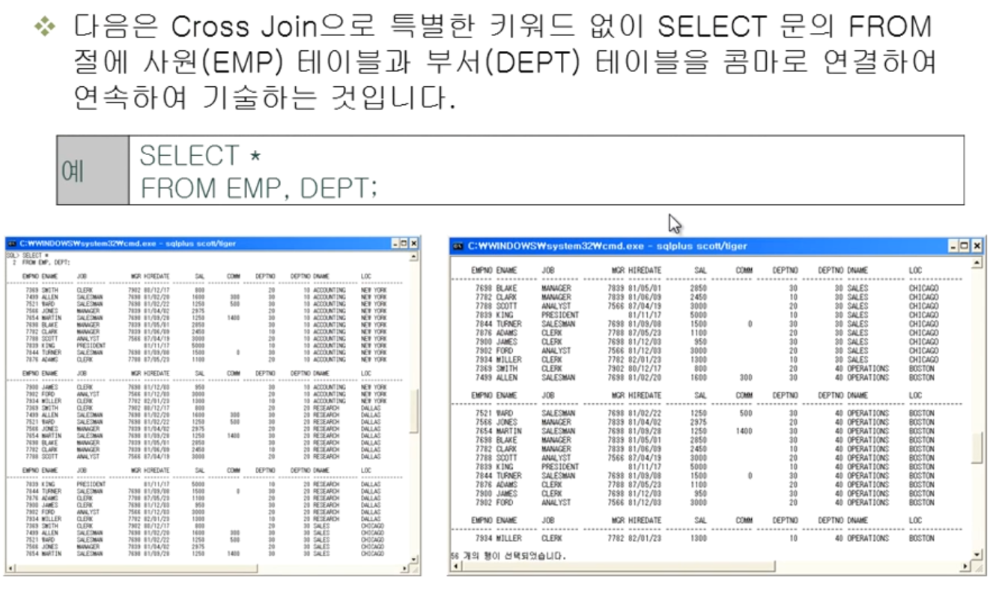 ❖ 다음은 Cross Join으로 특별한 키워드 없이 SELECT 문의 FROM
절에 사원(EMP) 테이블과 부서(DEPT) 테이블을 콤마로 연결하여
연속하여 기술하는 것입니다.
예
SELECT *
FROM EMP, DEPT;
C:₩WINDOWS₩system32₩cmd.exe - sqlplus scott/tiger
SQL> SELECT *
2 FROM EMP, DEPT;
EMPNO ENAME JOB MGR HIREDATE SAL COMM DEPTNO DEPTNO DNAME LOC
7369 SMITH CLERK 7902 80/12/17 800 20 10 ACCOUNTING NEW YORK
7499 ALLEN SALESMAN 7698 81/02/20 1600 300 30 10 ACCOUNTING NEW YORK
7521 WARD SALESMAN 7698 81/02/22 1250 500 30 10 ACCOUNTING NEW YORK
7566 JONES MANAGER 7839 81/04/02 2975 20 10 ACCOUNTING NEW YORK
7654 MARTIN SALESMAN 7698 81/09/28 1250 1400 30 10 ACCOUNTING NEW YORK
7698 BLAKE MANAGER 7839 81/05/01 2850 30 10 ACCOUNTING NEW YORK
7782 CLARK MANAGER 7839 81/06/09 2450 10 10 ACCOUNTING NEW YORK
7788 SCOTT ANALYST 7566 87/04/19 3000 20 10 ACCOUNTING NEW YORK
7839 KING PRESIDENT 81/11/17 5000 10 10 ACCOUNTING NEW YORK
7844 TURNER SALESMAN 7698 81/09/08 1500 0 30 10 ACCOUNTING NEW YORK
7876 ADAMS CLERK 7788 87/05/23 1100 20 10 ACCOUNTING NEW YORK
EMPNO ENAME JOB MGR HIREDATE SAL COMM DEPTNO DEPTNO DNAME LOC
7900 JAMES CLERK 7698 81/12/03 950 30 10 ACCOUNTING NEW YORK
7902 FORD ANALYST 7566 81/12/03 3000 20 10 ACCOUNTING NEW YORK
7934 MILLER CLERK 7782 82/01/23 1300 10 10 ACCOUNTING NEW YORK
7369 SMITH CLERK 7902 80/12/17 800 20 20 RESEARCH DALLAS
7499 ALLEN SALESMAN 7698 81/02/20 1600 300 30 20 RESEARCH DALLAS
7521 WARD SALESMAN 7698 81/02/22 1250 500 30 20 RESEARCH DALLAS
7566 JONES MANAGER 7839 81/04/02 2975 20 20 RESEARCH DALLAS
7654 MARTIN SALESMAN 7698 81/09/28 1250 1400 30 20 RESEARCH DALLAS
7698 BLAKE MANAGER 7839 81/05/01 2850 30 20 RESEARCH DALLAS
7782 CLARK MANAGER 7839 81/06/09 2450 10 20 RESEARCH DALLAS
7788 SCOTT ANALYST 7566 87/04/19 3000 20 20 RESEARCH DALLAS
EMPNO ENAME JOB MGR HIREDATE SAL COMM DEPTNO DEPTNO DNAME LOC
7839 KING PRESIDENT 81/11/17 5000 10 20 RESEARCH DALLAS
7844 TURNER SALESMAN 7698 81/09/08 1500 0 30 20 RESEARCH DALLAS
7876 ADAMS CLERK 7788 87/05/23 1100 20 20 RESEARCH DALLAS
7900 JAMES CLERK 7698 81/12/03 950 30 20 RESEARCH DALLAS
7902 FORD ANALYST 7566 81/12/03 3000 20 20 RESEARCH DALLAS
7934 MILLER CLERK 7782 82/01/23 1300 10 20 RESEARCH DALLAS
7369 SMITH CLERK 7902 80/12/17 800 20 30 SALES CHICAGO
7499 ALLEN SALESMAN 7698 81/02/20 1600 300 30 30 SALES CHICAGO
7521 WARD SALESMAN 7698 81/02/22 1250 500 30 30 SALES CHICAGO
7566 JONES MANAGER 7839 81/04/02 2975 20 30 SALES CHICAGO
7654 MARTIN SALESMAN 7698 81/09/28 1250 1400 30 30 SALES CHICAGO
C:₩WINDOWS₩system32₩cmd.exe - sqlplus scott/tiger
EMPNO ENAME JOB MGR HIREDATE SAL COMM DEPTNO DEPTNO DNAME LOC
7698 BLAKE MANAGER 7839 81/05/01 2850 30 30 SALES CHICAGO
7782 CLARK MANAGER 7839 81/06/09 2450 10 30 SALES CHICAGO
7788 SCOTT ANALYST 7566 87/04/19 3000 20 30 SALES CHICAGO
7839 KING PRESIDENT 81/11/17 5000 10 30 SALES CHICAGO
7844 TURNER SALESMAN 7698 81/09/08 1500 0 30 30 SALES CHICAGO
7876 ADAMS CLERK 7788 87/05/23 1100 20 30 SALES CHICAGO
7900 JAMES CLERK 7698 81/12/03 950 30 30 SALES CHICAGO
7902 FORD ANALYST 7566 81/12/03 3000 20 30 SALES CHICAGO
7934 MILLER CLERK 7782 82/01/23 1300 10 30 SALES CHICAGO
7369 SMITH CLERK 7902 80/12/17 800 20 40 OPERATIONS BOSTON
7499 ALLEN SALESMAN 7698 81/02/20 1600 300 30 40 OPERATIONS BOSTON
EMPNO ENAME JOB MGR HIREDATE SAL COMM DEPTNO DEPTNO DNAME LOC
7521 WARD SALESMAN 7698 81/02/22 1250 500 30 40 OPERATIONS BOSTON
7566 JONES MANAGER 7839 81/04/02 2975 20 40 OPERATIONS BOSTON
7654 MARTIN SALESMAN 7698 81/09/28 1250 1400 30 40 OPERATIONS BOSTON
7698 BLAKE MANAGER 7839 81/05/01 2850 30 40 OPERATIONS BOSTON
7782 CLARK MANAGER 7839 81/06/09 2450 10 40 OPERATIONS BOSTON
7788 SCOTT ANALYST 7566 87/04/19 3000 20 40 OPERATIONS BOSTON
7839 KING PRESIDENT 81/11/17 5000 10 40 OPERATIONS BOSTON
7844 TURNER SALESMAN 7698 81/09/08 1500 0 30 40 OPERATIONS BOSTON
7876 ADAMS CLERK 7788 87/05/23 1100 20 40 OPERATIONS BOSTON
7900 JAMES CLERK 7698 81/12/03 950 30 40 OPERATIONS BOSTON
7902 FORD ANALYST 7566 81/12/03 3000 20 40 OPERATIONS BOSTON
EMPNO ENAME JOB MGR HIREDATE SAL COMM DEPTNO DEPTNO DNAME LOC
7934 MILLER CLERK 7782 82/01/23 1300 10 40 OPERATIONS BOSTON
56 개의 행이 선택되었습니다.